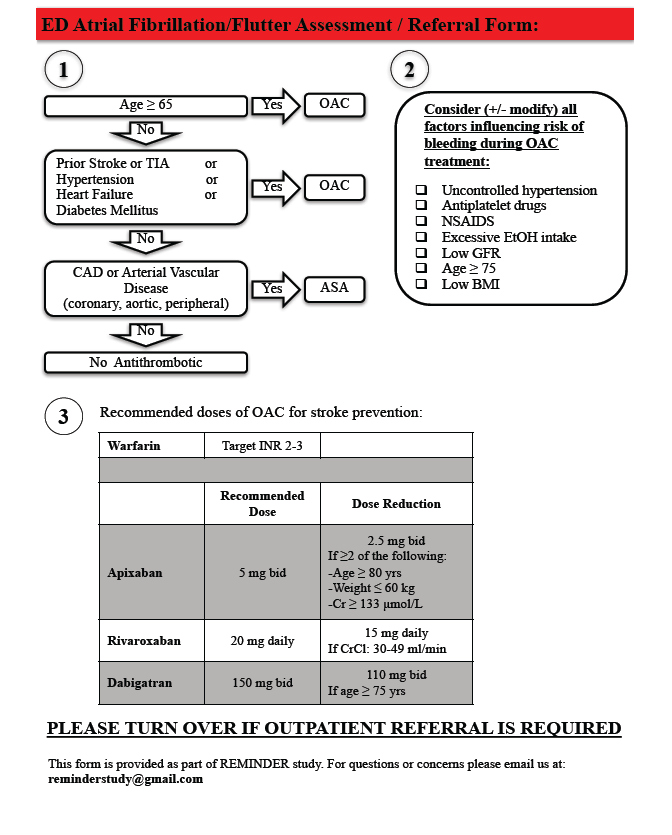 ED Atrial Fibrillation/Flutter Assessment / Referral Form:
1
Age ≥ 65
Yes
OAC
No
Prior Stroke or TIA or
Hypertension or
Heart Failure or
Diabetes Mellitus
Yes
OAC
No
CAD or Arterial Vascular
Disease
(coronary, aortic, peripheral)
Yes
ASA
No
No Antithrombotic
2
Consider (+/- modify) all
factors influencing risk of
bleeding during OAC
treatment:
❑ Uncontrolled hypertension
❑ Antiplatelet drugs
❑ NSAIDS
❑ Excessive EtOH intake
❑ Low GFR
❑ Age ≥ 75
❑ Low BMI
3
Recommended doses of OAC for stroke prevention:
Warfarin
Target INR 2-3
Recommended
Dose
Dose Reduction
Apixaban
5 mg bid
2.5 mg bid
If ≥2 of the following:
-Age ≥ 80 yrs
-Weight ≤ 60 kg
-Cr ≥ 133 μmol/L
Rivaroxaban
20 mg daily
15 mg daily
If CrCl: 30-49 ml/min
Dabigatran
150 mg bid
110 mg bid
If age ≥ 75 yrs
PLEASE TURN OVER IF OUTPATIENT REFERRAL IS REQUIRED
This form is provided as part of REMINDER study. For questions or concerns please email us at:
reminderstudy@gmail.com